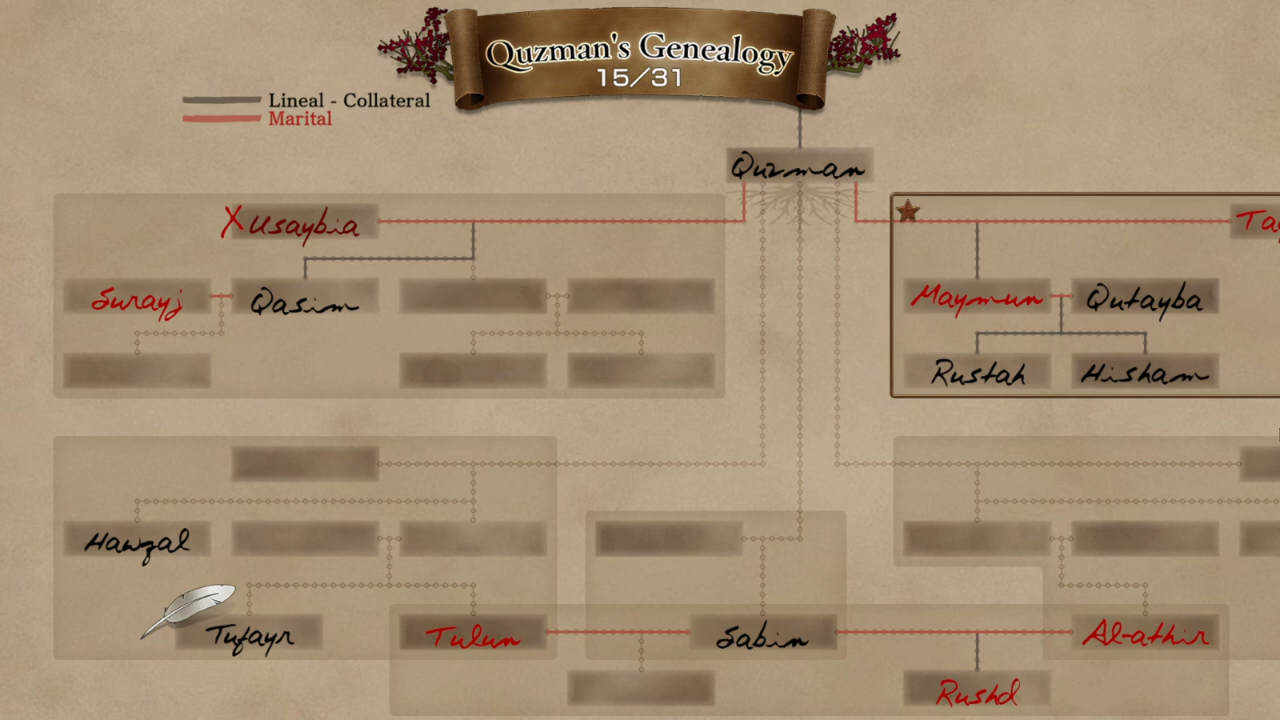 Quzman's Genealogy
15/31
Lineal - Collateral
Marital
Quzman
X Usaybia
Surayj
Qasim
Maymun
Qutayba
Rustah
Hisham
Hawqal
Tufayr
Tulun
Sabin
Al-athir
Rushd